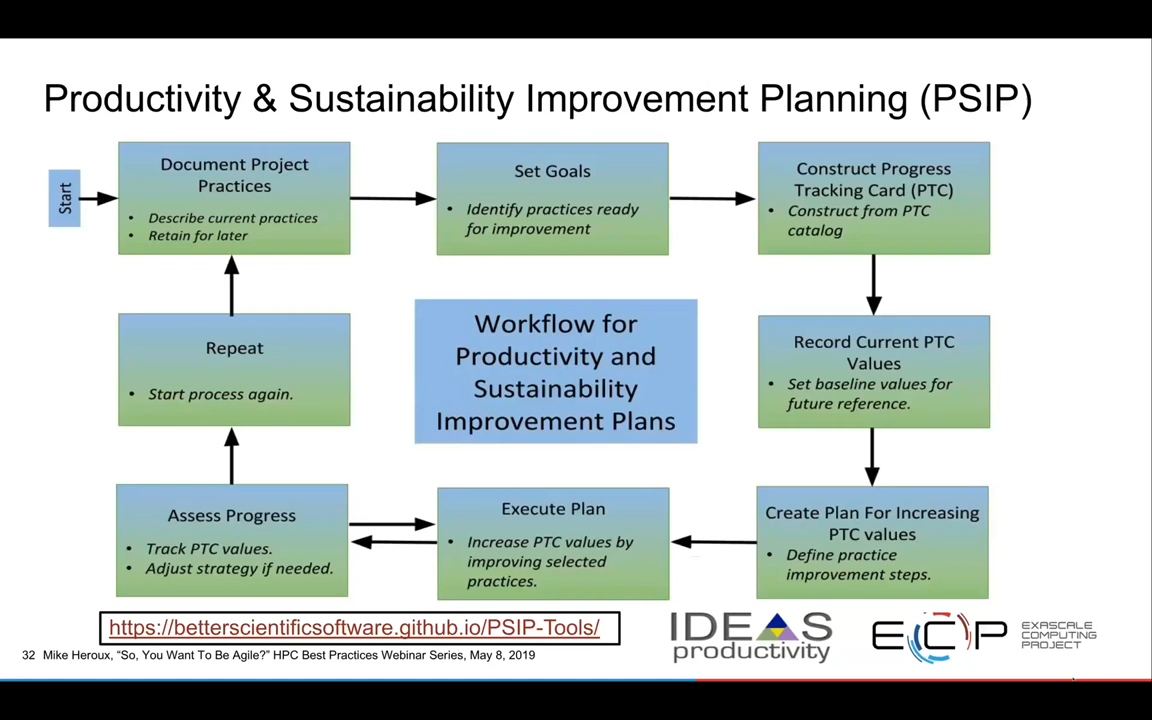 Productivity & Sustainability Improvement Planning (PSIP)
Start
Document Project
Practices
• Describe current practices
• Retain for later
Set Goals
• Identify practices ready
for improvement
Construct Progress
Tracking Card (PTC)
• Construct from PTC
catalog
Repeat
• Start process again.
Workflow for
Productivity and
Sustainability
Improvement Plans
Record Current PTC
Values
• Set baseline values for
future reference.
Assess Progress
• Track PTC values.
• Adjust strategy if needed.
Execute Plan
• Increase PTC values by
improving selected
practices.
Create Plan For Increasing
PTC values
• Define practice
improvement steps.
https://betterscientificsoftware.github.io/PSIP-Tools/
IDEAS
productivity
ECP
EXASCALE
COMPUTING
PROJECT
32 Mike Heroux, “So, You Want To Be Agile?” HPC Best Practices Webinar Series, May 8, 2019